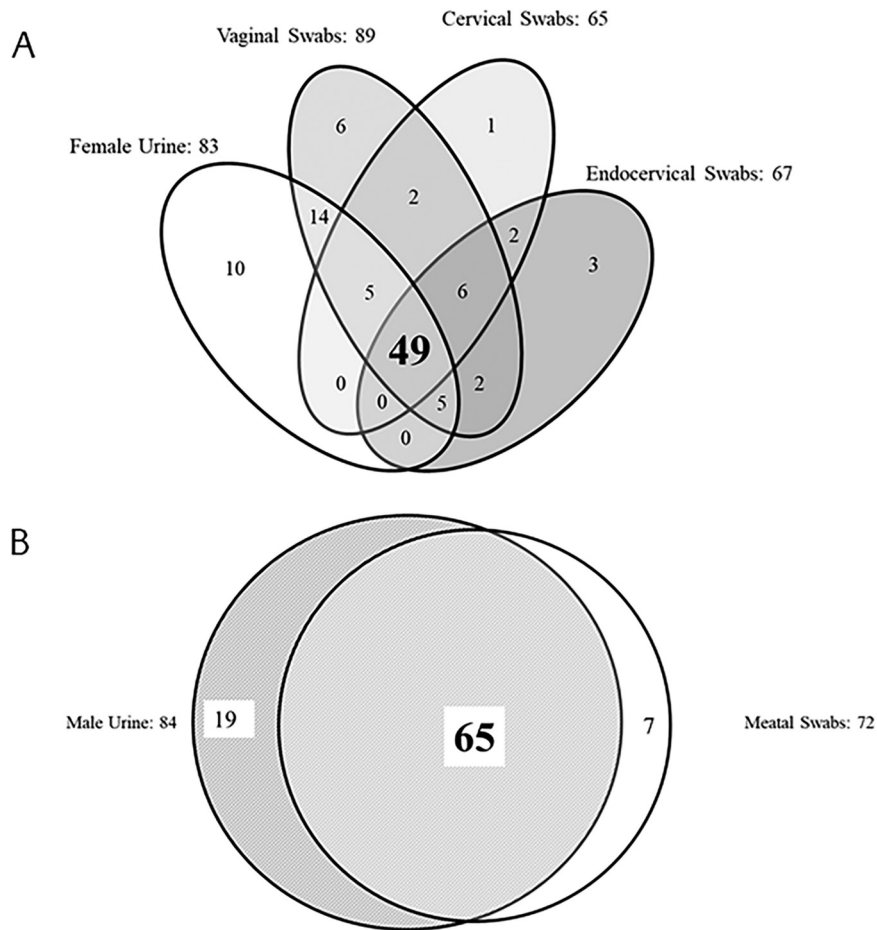 A
Vaginal Swabs: 89
Cervical Swabs: 65
Female Urine: 83
Endocervical Swabs: 67
6
1
2
14
2
10
3
5
6
49
0
0
5
2
0
B
Male Urine: 84
19
65
7
Meatal Swabs: 72